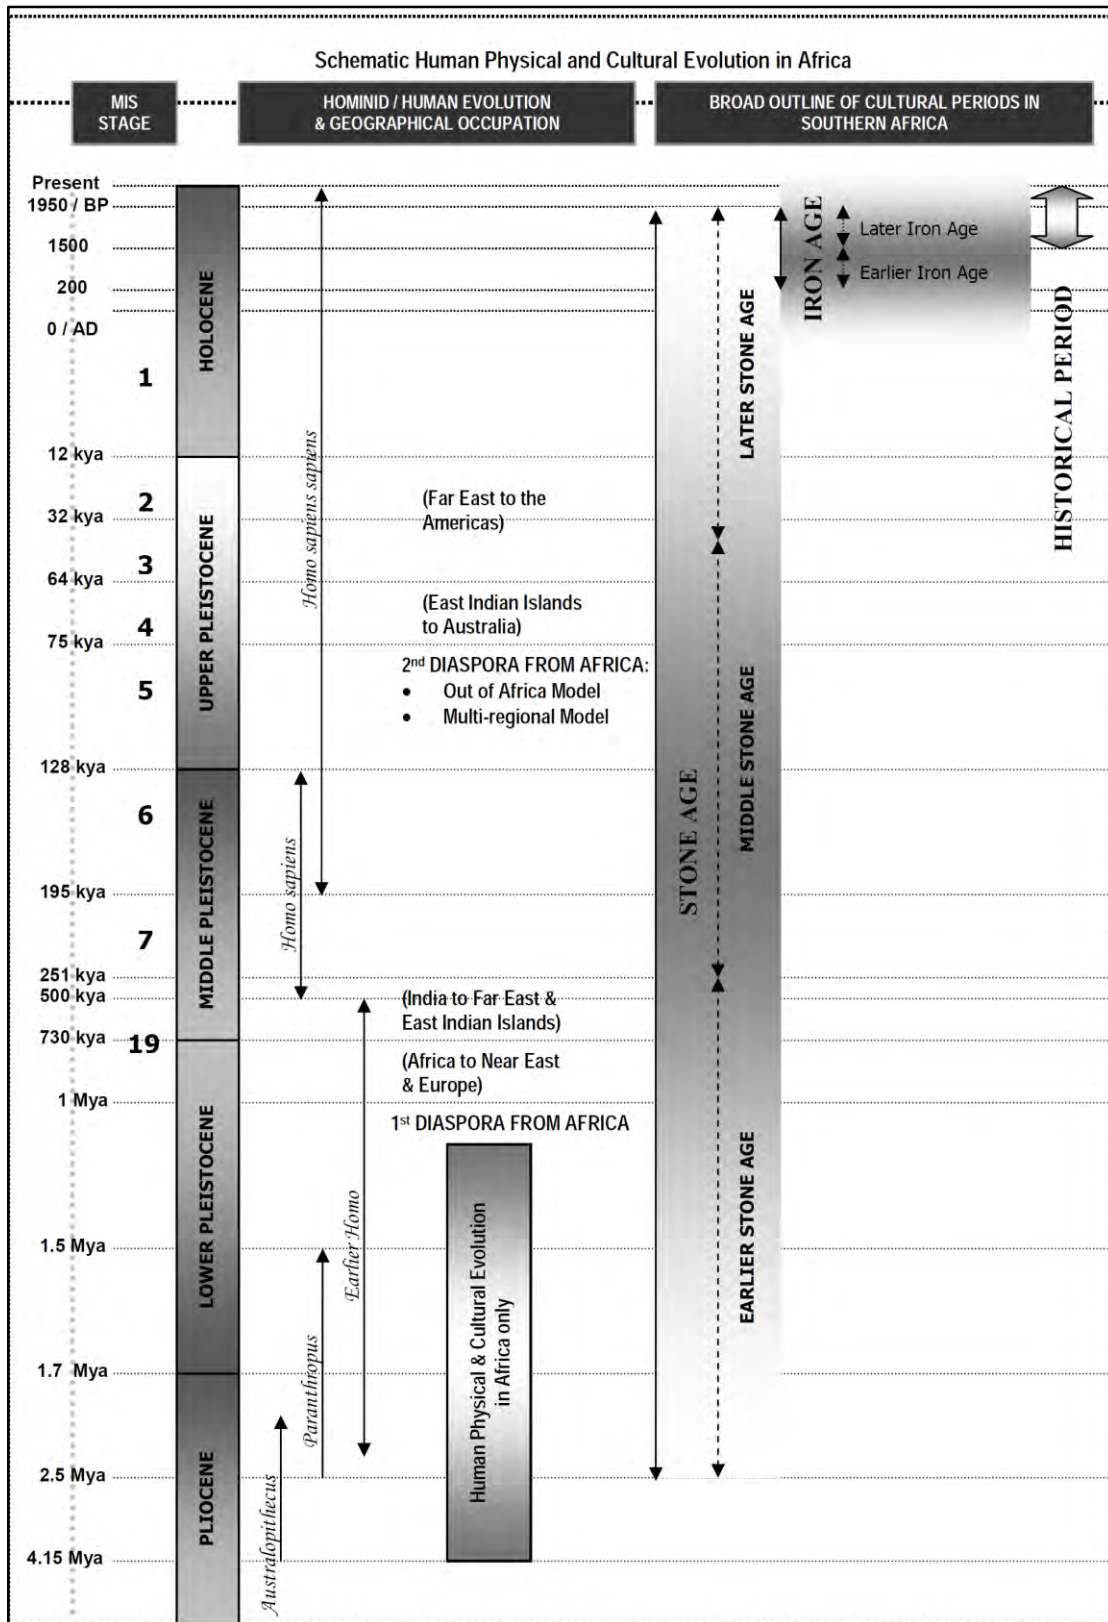 Schematic Human Physical and Cultural Evolution in Africa
MIS
STAGE
HOMINID / HUMAN EVOLUTION
& GEOGRAPHICAL OCCUPATION
BROAD OUTLINE OF CULTURAL PERIODS IN
SOUTHERN AFRICA
Present
1950 / BP
1500
200
0 / AD
12 kya
32 kya
64 kya
75 kya
128 kya
195 kya
251 kya
500 kya
730 kya
1 Mya
1.5 Mya
1.7 Mya
2.5 Mya
4.15 Mya
1
2
3
4
5
6
7
19
HOLOCENE
UPPER PLEISTOCENE
MIDDLE PLEISTOCENE
LOWER PLEISTOCENE
PLIOCENE
Homo sapiens sapiens
Homo sapiens
Earlier Homo
Paranthropus
Australopithecus
(Far East to the
Americas)
(East Indian Islands
to Australia)
2nd DIASPORA FROM AFRICA:
• Out of Africa Model
• Multi-regional Model
(India to Far East &
East Indian Islands)
(Africa to Near East
& Europe)
1st DIASPORA FROM AFRICA
Human Physical & Cultural Evolution
in Africa only
STONE AGE
LATER STONE AGE
MIDDLE STONE AGE
EARLIER STONE AGE
IRON AGE
Later Iron Age
Earlier Iron Age
HISTORICAL PERIOD